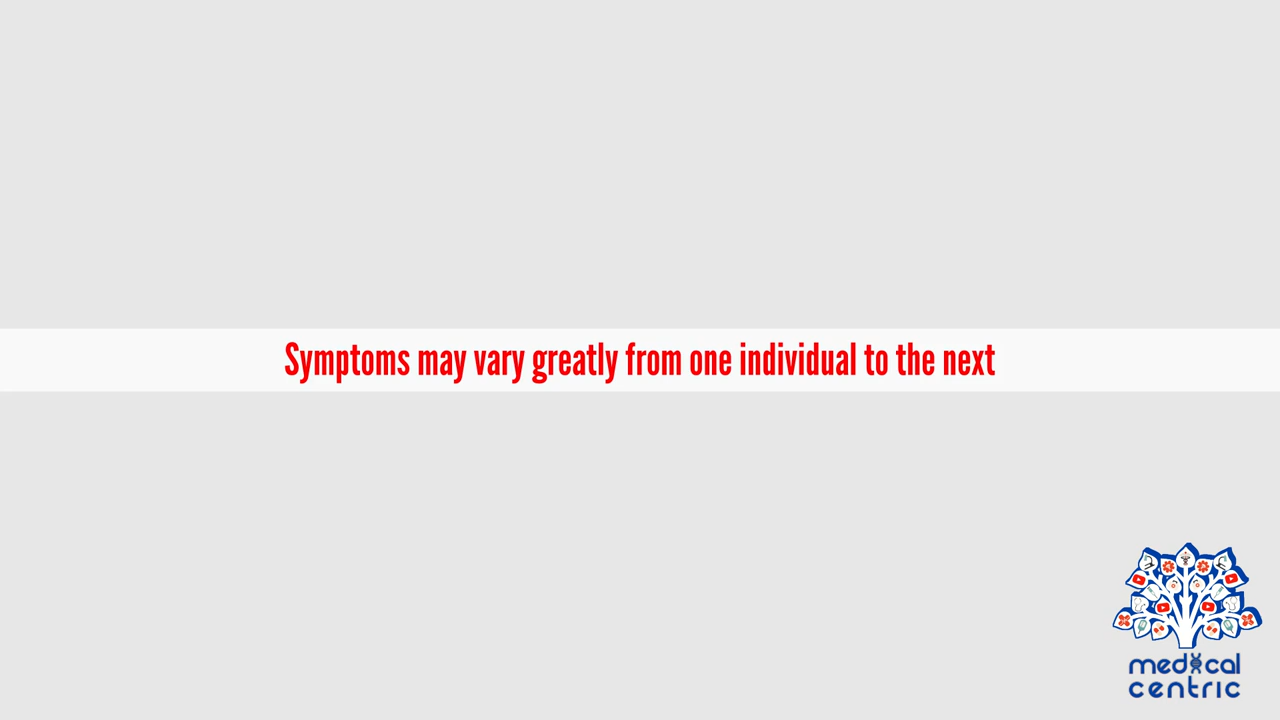 Symptoms may vary greatly from one individual to the next
medical
centric